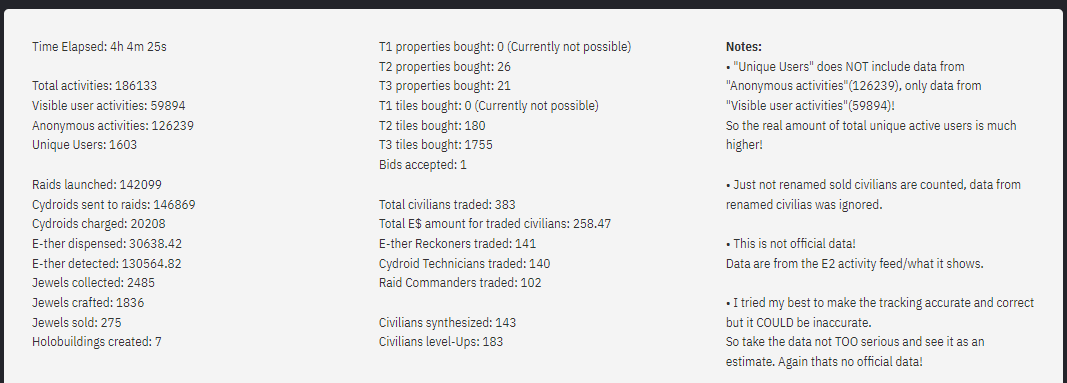 Time Elapsed: 4h 4m 25s
Total activities: 186133
Visible user activities: 59894
Anonymous activities: 126239
Unique Users: 1603
Raids launched: 142099
Cydroids sent to raids: 146869
Cydroids charged: 20208
E-ther dispensed: 30638.42
E-ther detected: 130564.82
Jewels collected: 2485
Jewels crafted: 1836
Jewels sold: 275
Holobuildings created: 7
T1 properties bought: 0 (Currently not possible)
T2 properties bought: 26
T3 properties bought: 21
T1 tiles bought: 0 (Currently not possible)
T2 tiles bought: 180
T3 tiles bought: 1755
Bids accepted: 1
Total civilians traded: 383
Total E$ amount for traded civilians: 258.47
E-ther Reckoners traded: 141
Cydroid Technicians traded: 140
Raid Commanders traded: 102
Civilians synthesized: 143
Civilians level-Ups: 183
Notes:
• "Unique Users" does NOT include data from
"Anonymous activities"(126239), only data from
"Visible user activities"(59894)!
So the real amount of total unique active users is much
higher!
• Just not renamed sold civilians are counted, data from
renamed civilias was ignored.
• This is not official data!
Data are from the E2 activity feed/what it shows.
• I tried my best to make the tracking accurate and correct
but it COULD be inaccurate.
So take the data not TOO serious and see it as an
estimate. Again thats no official data!